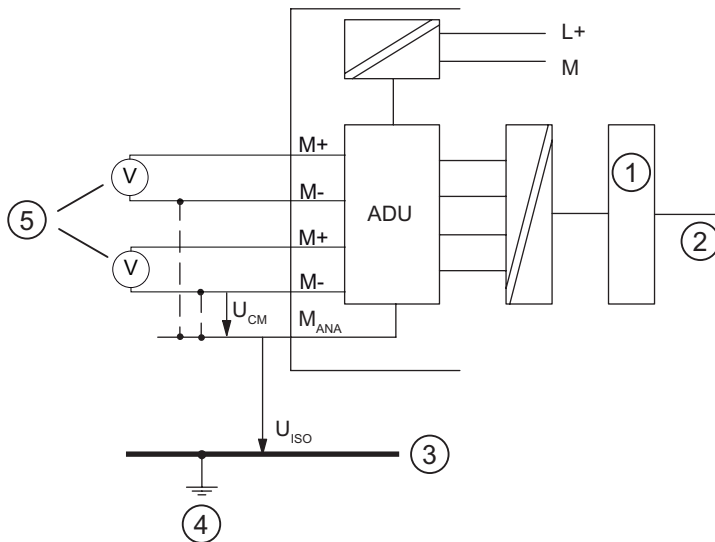 L+
M
M+
M-
M+
M-
V
V
ADU
1
2
5
U_CM
M_ANA
U_ISO
3
4